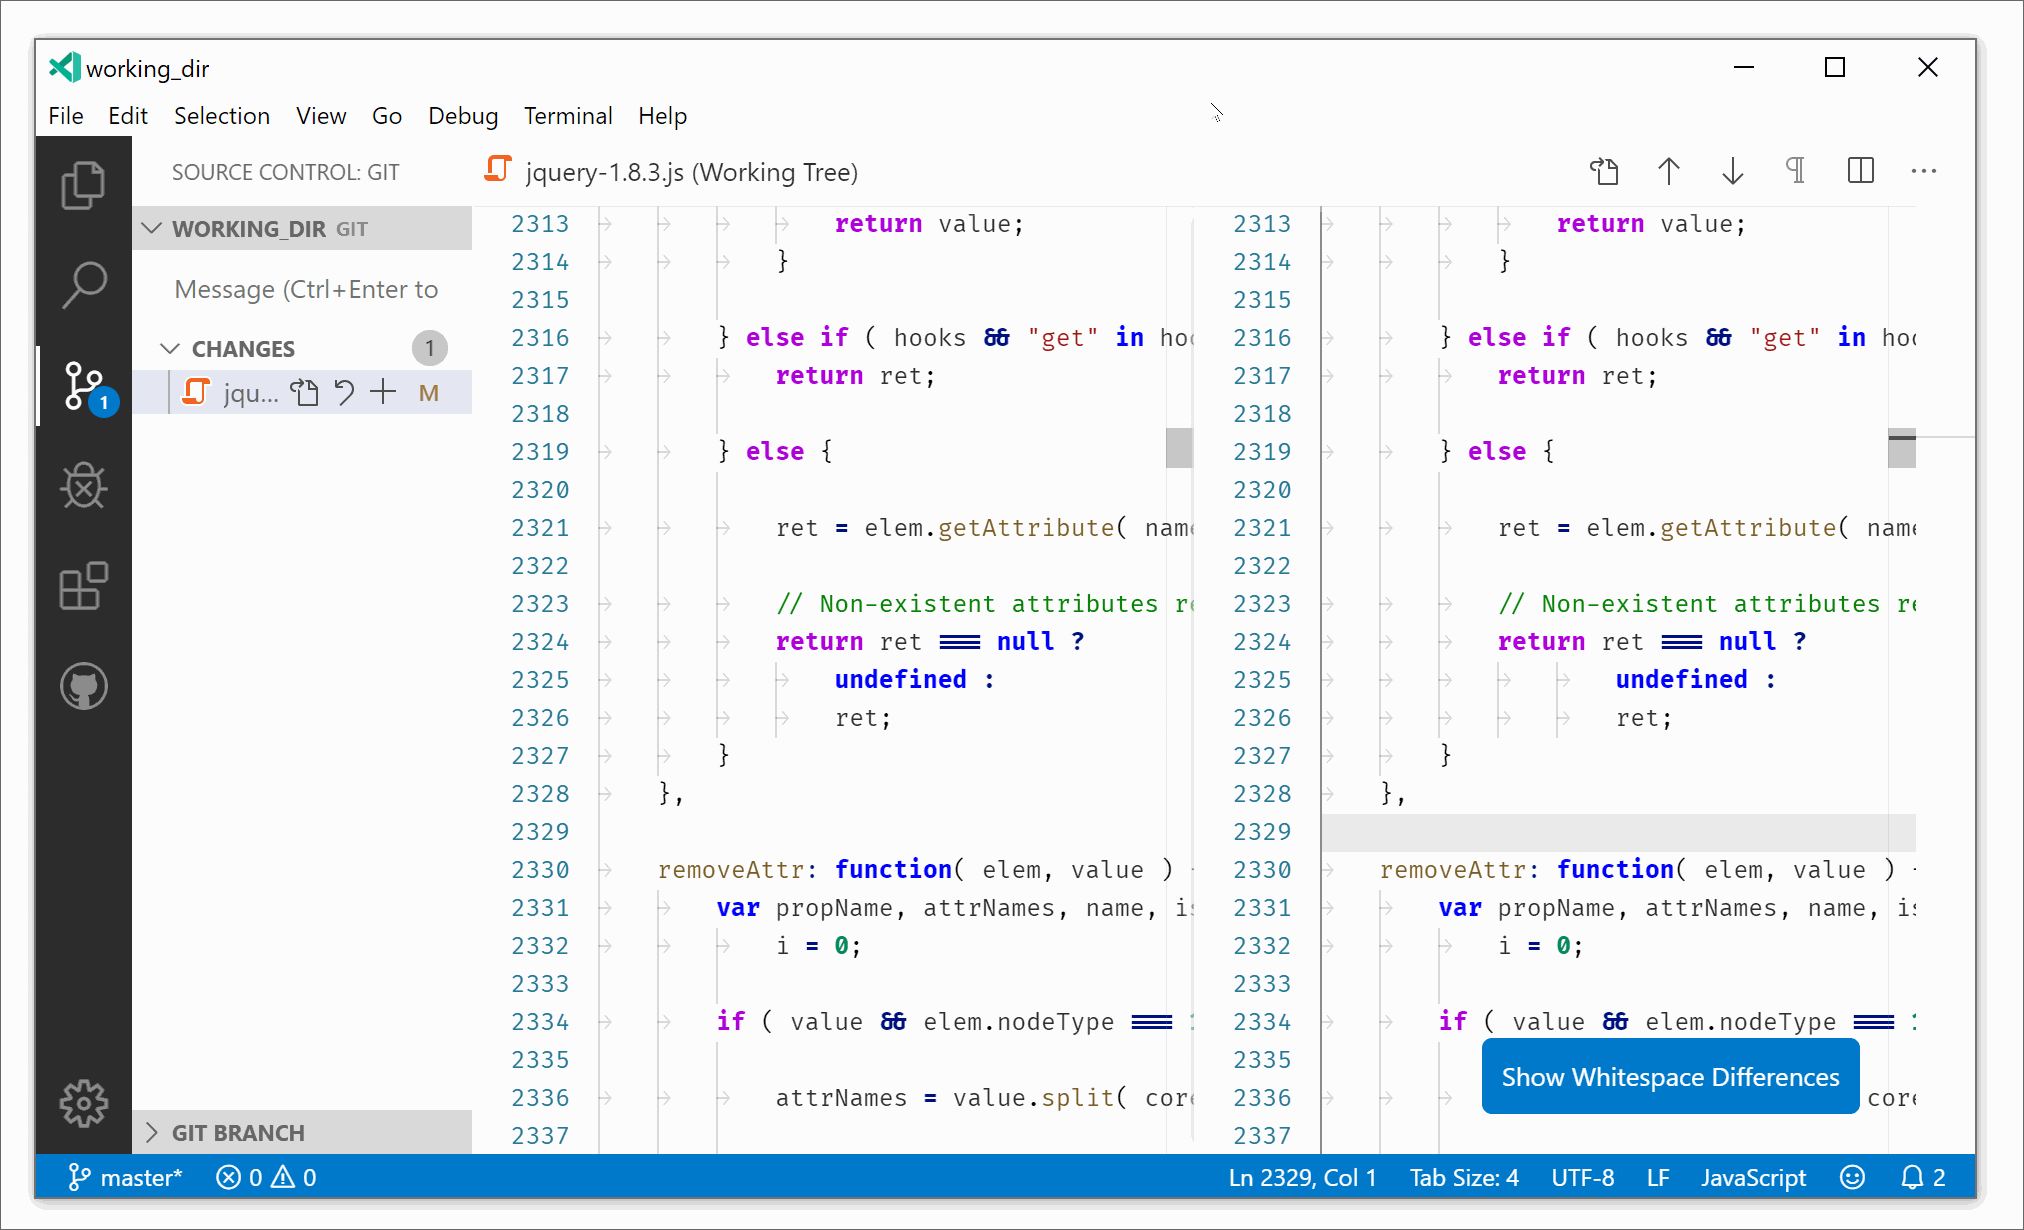 working_dir
File Edit Selection View Go Debug Terminal Help
SOURCE CONTROL: GIT
jquery-1.8.3.js (Working Tree)
WORKING_DIR GIT
Message (Ctrl+Enter to
CHANGES 1
jqu... M
1
GIT BRANCH
2313 return value;
2314 }
2315
2316 } else if ( hooks && "get" in hoo
2317 return ret;
2318
2319 } else {
2320
2321 ret = elem.getAttribute( name
2322
2323 // Non-existent attributes re
2324 return ret === null ?
2325 undefined :
2326 ret;
2327 }
2328 },
2329
2330 removeAttr: function( elem, value )
2331 var propName, attrNames, name, is
2332 i = 0;
2333
2334 if ( value && elem.nodeType ===
2335
2336 attrNames = value.split( core
2337
2313 return value;
2314 }
2315
2316 } else if ( hooks && "get" in hoo
2317 return ret;
2318
2319 } else {
2320
2321 ret = elem.getAttribute( name
2322
2323 // Non-existent attributes re
2324 return ret === null ?
2325 undefined :
2326 ret;
2327 }
2328 },
2329
2330 removeAttr: function( elem, value )
2331 var propName, attrNames, name, is
2332 i = 0;
2333
2334 if ( value && elem.nodeType ===
2335
2336 core
2337
Show Whitespace Differences
master* 0 0 Ln 2329, Col 1 Tab Size: 4 UTF-8 LF JavaScript 2